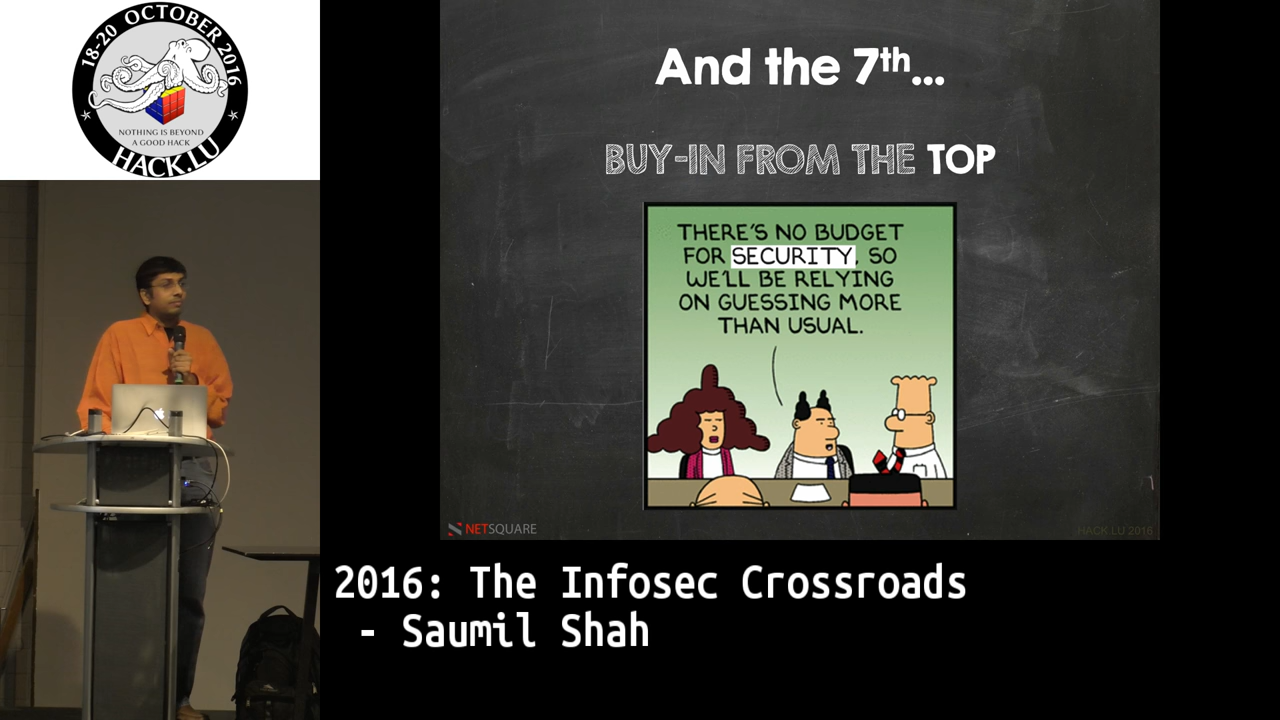 18-20 OCTOBER 2016
NOTHING IS BEYOND
A GOOD HACK
HACK.LU
And the 7th...
BUY-IN FROM THE TOP
THERE'S NO BUDGET
FOR SECURITY, SO
WE'LL BE RELYING
ON GUESSING MORE
THAN USUAL.
NETSQUARE
HACK LU 2016
2016: The Infosec Crossroads
- Saumil Shah